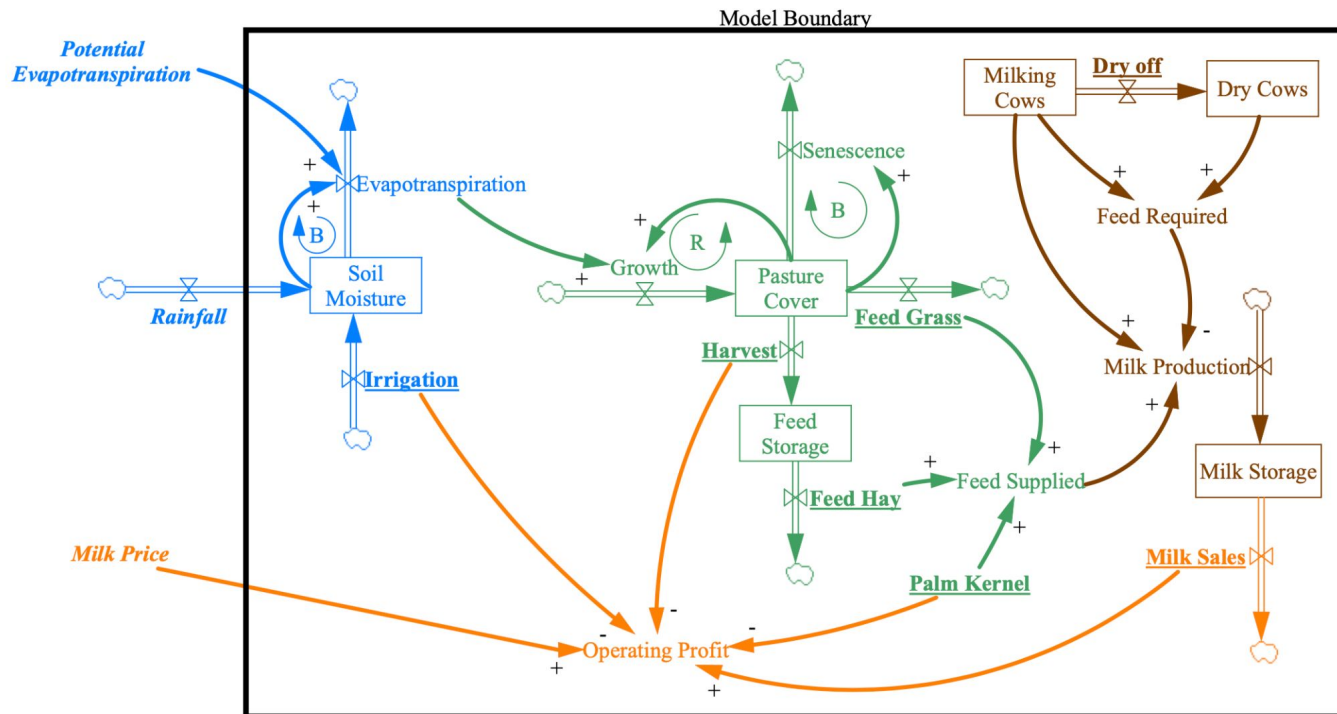 Model Boundary
Potential
Evapotranspiration
Milking
Cows
Dry off
Dry Cows
+
Evapotranspiration
+
B
Senescence
B
+
+
+
Feed Required
+
R
Growth
+
Soil
Moisture
Pasture
Cover
Rainfall
Feed Grass
+
-
Harvest
Milk Production
Irrigation
+
Feed
Storage
+
+
Feed Supplied
Milk Storage
Feed Hay
+
Milk Price
Palm Kernel
Milk Sales
-
-
-
Operating Profit
+
+